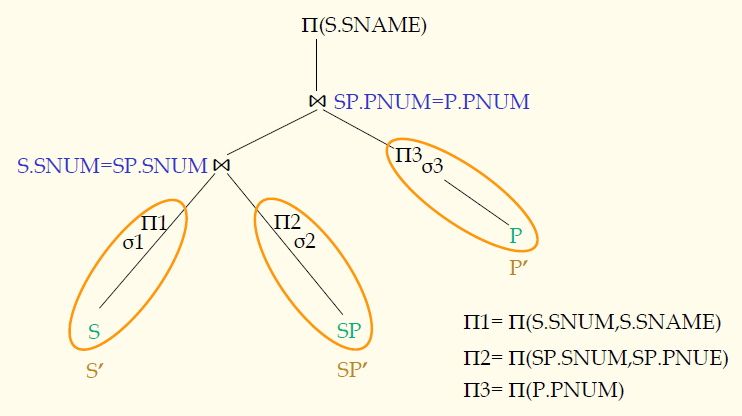 Π(S.SNAME)
⋈ SP.PNUM=P.PNUM
S.SNUM=SP.SNUM ⋈
Π3
σ3
Π1
σ1
Π2
σ2
P
P′
S
SP
S′
SP′
Π1= Π(S.SNUM,S.SNAME)
Π2= Π(SP.SNUM,SP.PNUE)
Π3= Π(P.PNUM)